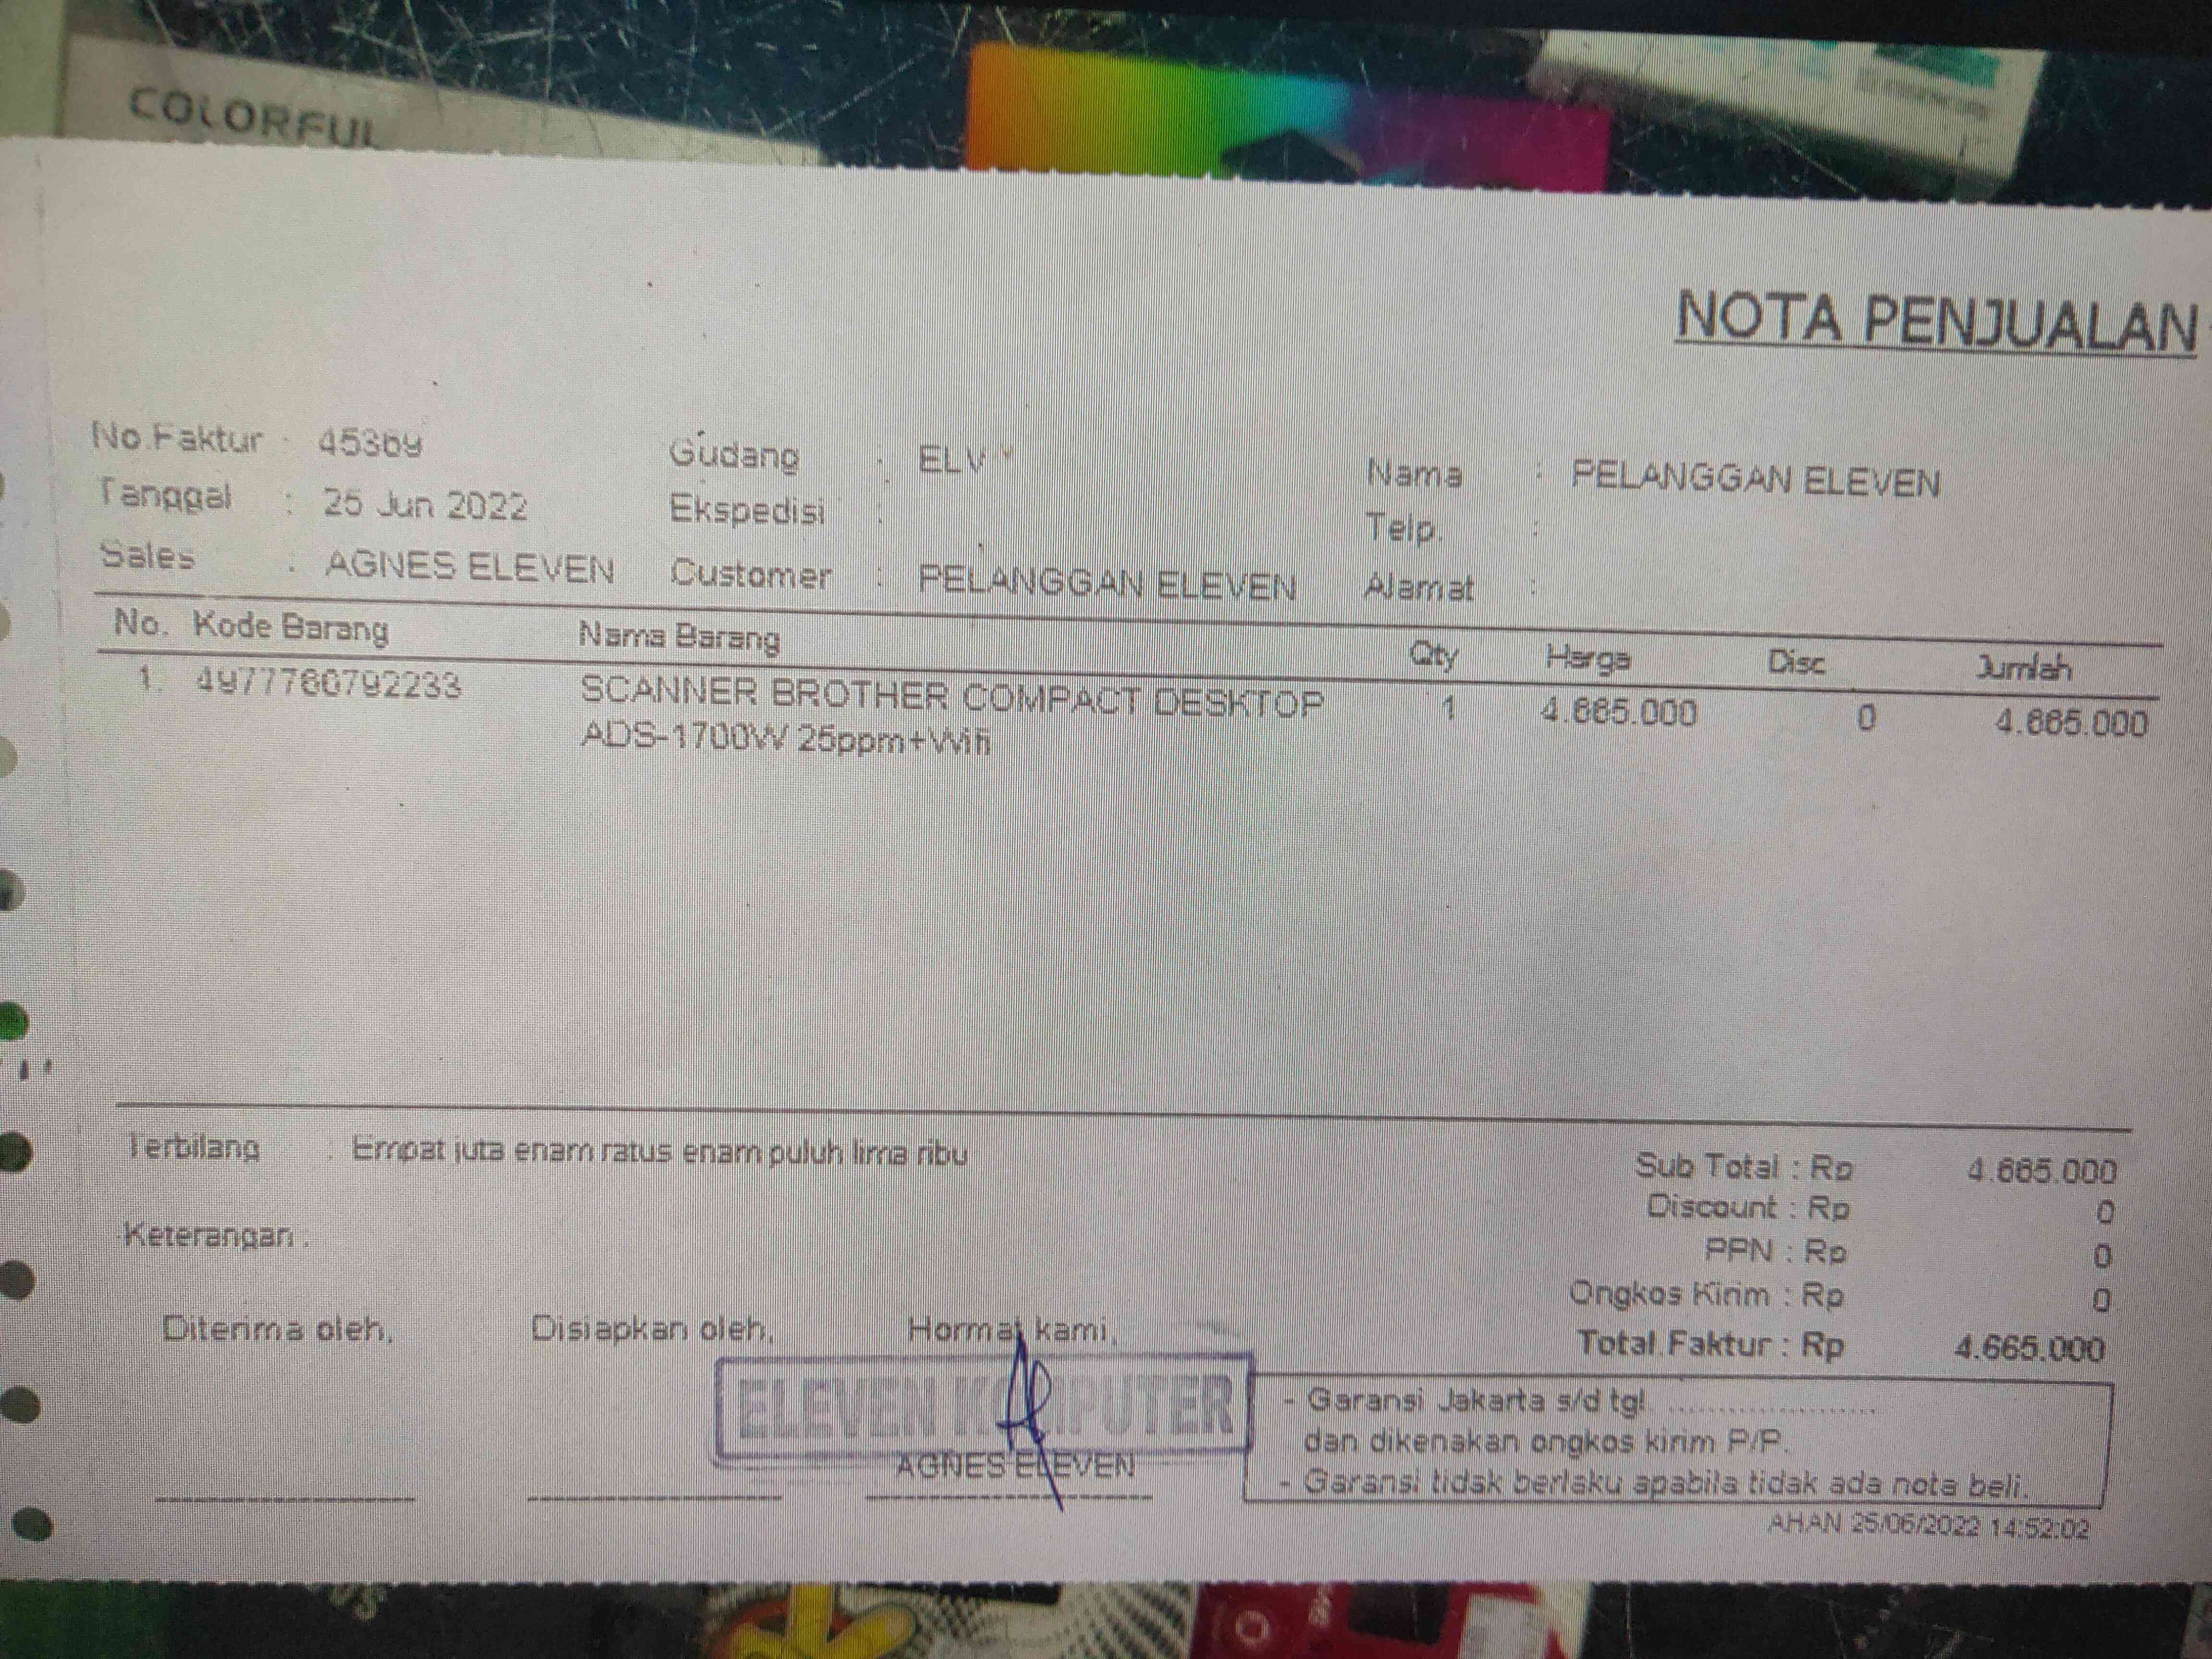 COLORFUL
NOTA PENJUALAN
No.Faktur : 45369 Gudang : ELV Nama : PELANGGAN ELEVEN
Tanggal : 25 Jun 2022 Ekspedisi : Telp. :
Sales : AGNES ELEVEN Customer : PELANGGAN ELEVEN Alamat :
No. Kode Barang Nama Barang Qty Harga Disc Jumlah
1. 4977780792233 SCANNER BROTHER COMPACT DESKTOP 1 4.665.000 0 4.665.000
ADS-1700W 25ppm+Wifi
Terbilang : Empat juta enam ratus enam puluh lima ribu Sub Total : Rp 4.665.000
Discount : Rp 0
Keterangan : PPN : Rp 0
Ongkos Kirim : Rp 0
Diterima oleh, Disiapkan oleh, Hormat kami, Total Faktur : Rp 4.665.000
ELEVEN KOMPUTER
AGNES ELEVEN
- Garansi Jakarta s/d tgl ......................
dan dikenakan ongkos kirim P/P.
- Garansi tidak berlaku apabila tidak ada nota beli.
AHAN 25/06/2022 14:52:02